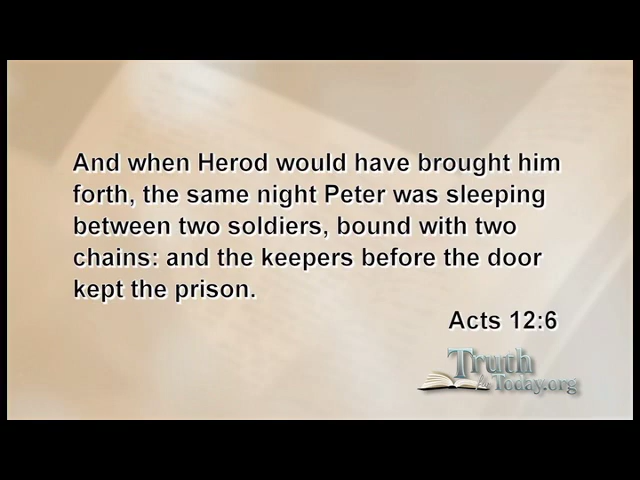 And when Herod would have brought him
forth, the same night Peter was sleeping
between two soldiers, bound with two
chains: and the keepers before the door
kept the prison.
Acts 12:6
Truth
for Today.org